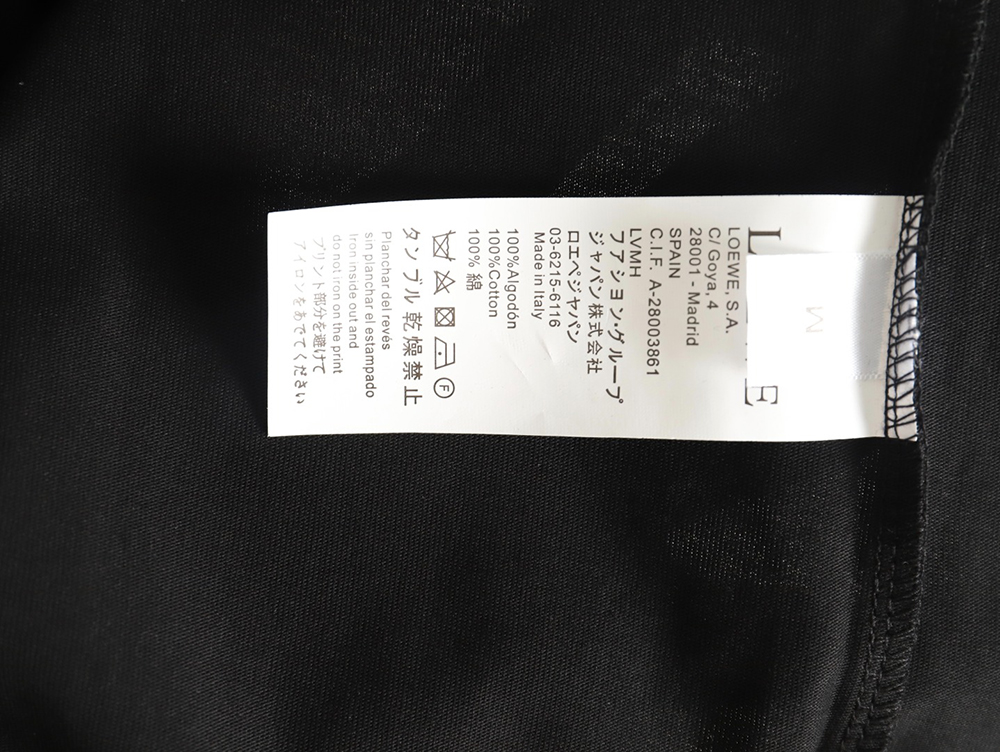 L E
M
LOEWE, S.A.
C/ Goya, 4
28001 - Madrid
SPAIN
C.I.F. A-28003861
LVMH
ファション・グループ
ジャパン株式会社
ロエベジャパン
03-6215-6116
Made in Italy
100%Algodón
100%Cotton
100% 綿
F
タンブル乾燥禁止
Planchar del revés
sin planchar el estampado
Iron inside out and
do not iron on the print
プリント部分を避けて
アイロンをあでてください